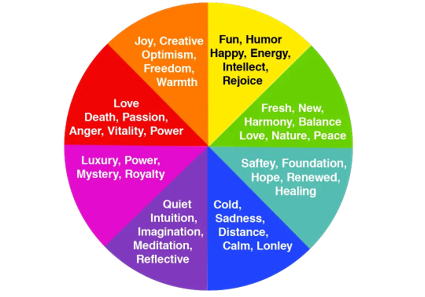 Joy, Creative
Optimism,
Freedom,
Warmth
Fun, Humor
Happy, Energy,
Intellect,
Rejoice
Fresh, New,
Harmony, Balance
Love, Nature, Peace
Saftey, Foundation,
Hope, Renewed,
Healing
Cold,
Sadness,
Distance,
Calm, Lonley
Quiet
Intuition,
Imagination,
Meditation,
Reflective
Luxury, Power,
Mystery, Royalty
Love
Death, Passion,
Anger, Vitality, Power